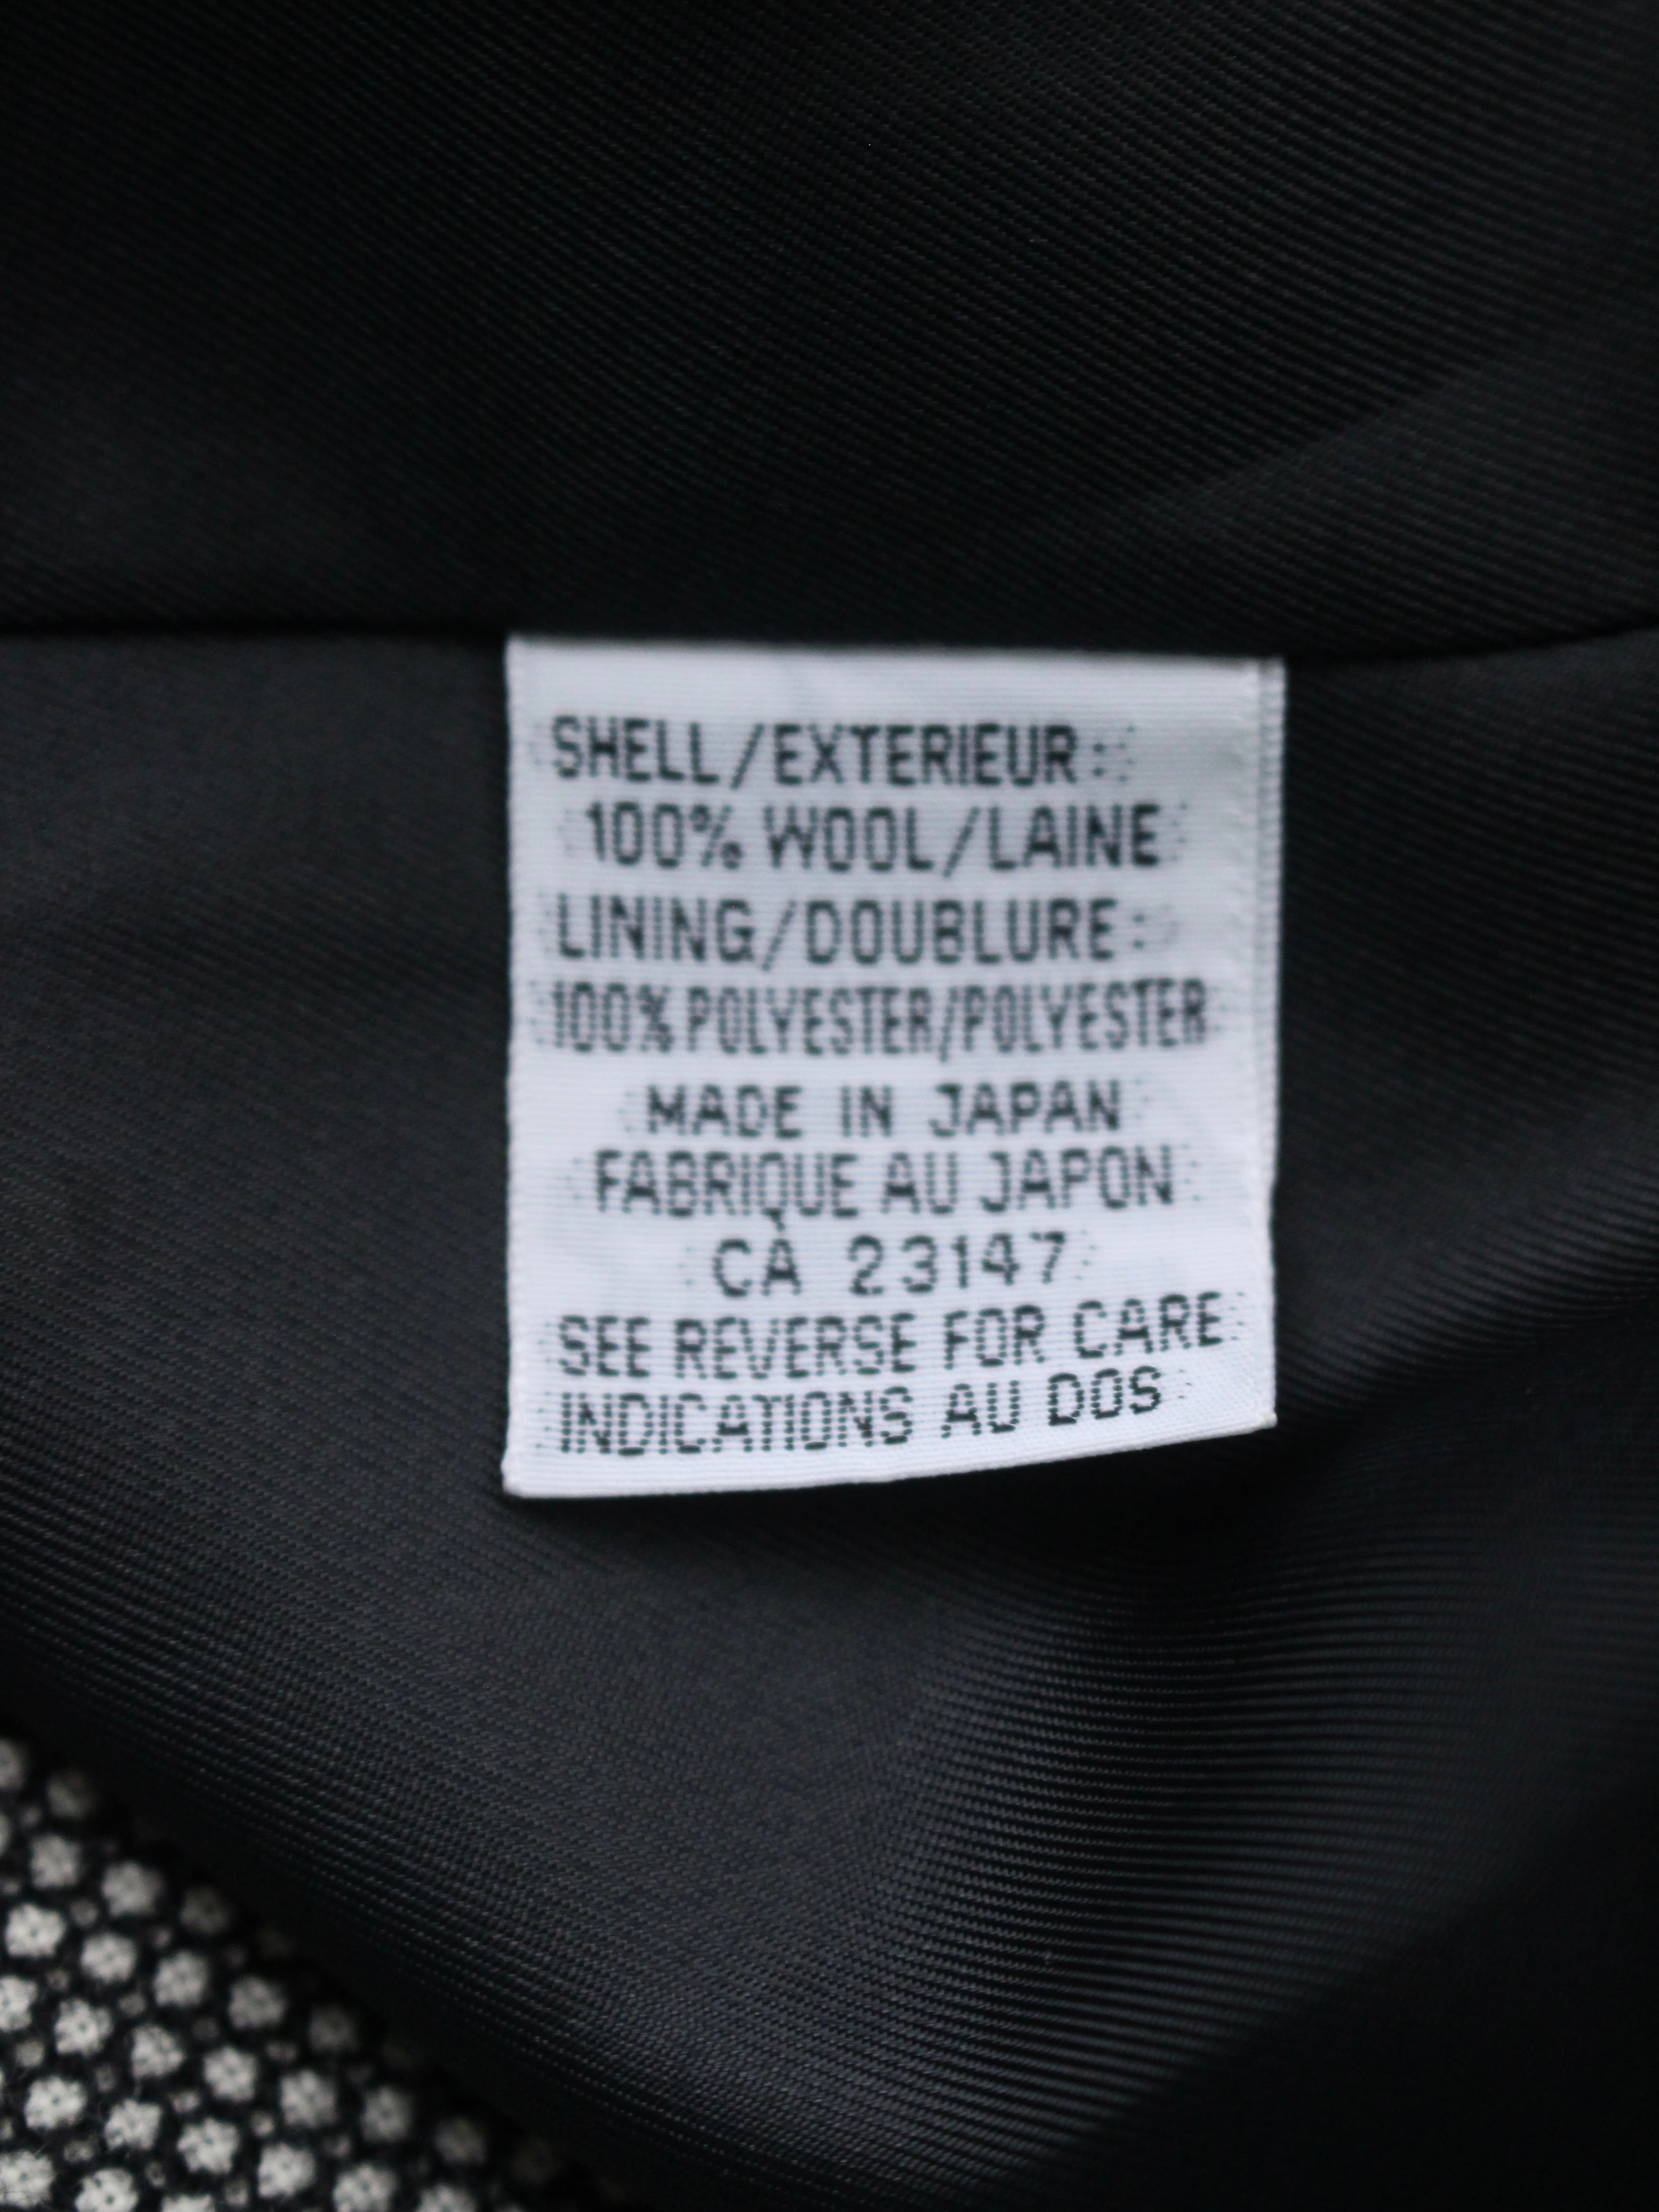 SHELL/EXTERIEUR:
100% WOOL/LAINE
LINING/DOUBLURE:
100% POLYESTER/POLYESTER
MADE IN JAPAN
FABRIQUE AU JAPON
CA 23147
SEE REVERSE FOR CARE
INDICATIONS AU DOS